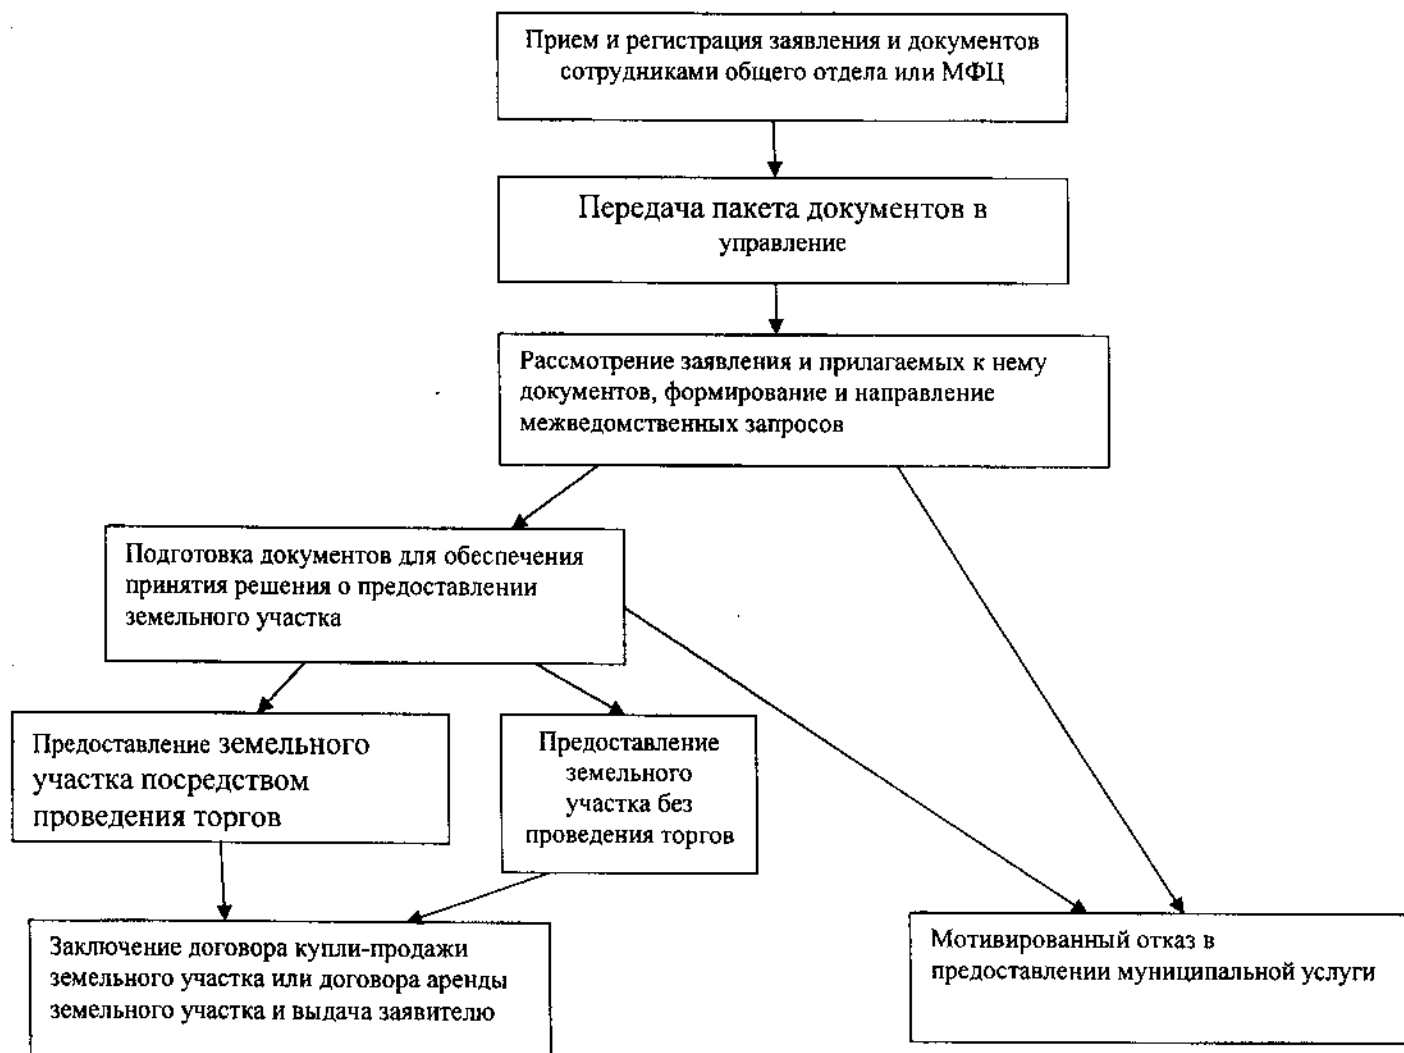 Прием и регистрация заявления и документов
сотрудниками общего отдела или МФЦ
Передача пакета документов в
управление
Рассмотрение заявления и прилагаемых к нему
документов, формирование и направление
межведомственных запросов
Подготовка документов для обеспечения
принятия решения о предоставлении
земельного участка
Предоставление земельного
участка посредством
проведения торгов
Предоставление
земельного
участка без
проведения торгов
Заключение договора купли-продажи
земельного участка или договора аренды
земельного участка и выдача заявителю
Мотивированный отказ в
предоставлении муниципальной услуги